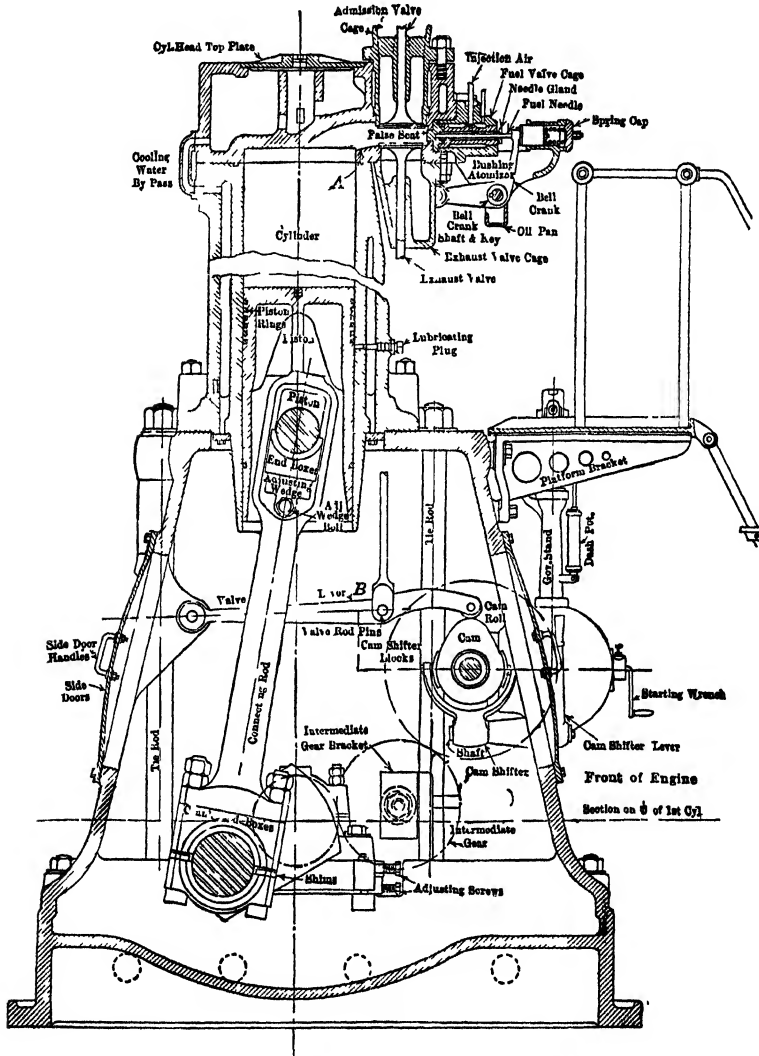 Admission Valve
Cage
Cyl.Head Top Plate
Injection Air
Fuel Valve Cage
Needle Gland
Fuel Needle
Spring Cap
False Seat
Cooling
Water
By Pass
A
Bushing
Atomizer
Bell
Crank
Bell
Crank
Shaft & Key
Oil Pan
Cylinder
Exhaust Valve Cage
Exhaust Valve
Piston
Rings
Piston
Lubricating
Plug
Piston
End Boxes
Adjusting
Wedge
Adj
Wedge
Bolt
Platform Bracket
Tie Rod
Gov. Stand
Dash Pot
Valve
Lever B
Cam
Roll
Valve Rod Pins
Cam Shifter
Blocks
Cam
Side Door
Handles
Side
Doors
Connecting Rod
Starting Wrench
Tie Rod
Intermediate
Gear Bracket
Shaft
Cam Shifter
Cam Shifter Lever
Front of Engine
Section on of 1st Cyl
Boxes
Intermediate
Gear
Shims
Adjusting Screws